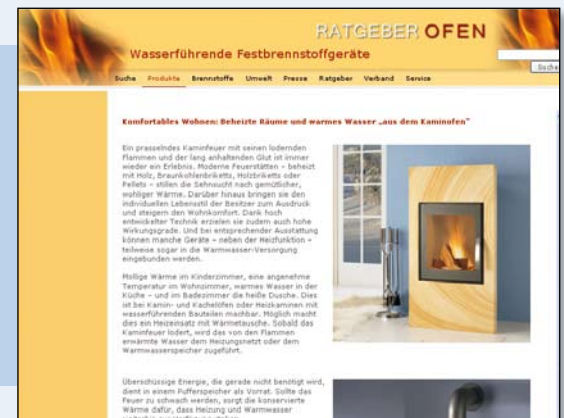 RATGEBER OFEN
Wasserführende Festbrennstoffgeräte
Suche
Suche Produkte Brennstoffe Umwelt Presse Ratgeber Verband Service
Komfortables Wohnen: Beheizte Räume und warmes Wasser „aus dem Kaminofen“
Ein prasselndes Kaminfeuer mit seinen lodernden
Flammen und der lang anhaltenden Glut ist immer
wieder ein Erlebnis. Moderne Feuerstätten – beheizt
mit Holz, Braunkohlenbriketts, Holzbriketts oder
Pellets – stillen die Sehnsucht nach gemütlicher,
wohliger Wärme. Darüber hinaus bringen sie den
individuellen Lebensstil der Besitzer zum Ausdruck
und steigern den Wohnkomfort. Dank hoch
entwickelter Technik erzielen sie zudem auch hohe
Wirkungsgrade. Und bei entsprechender Ausstattung
können manche Geräte – neben der Heizfunktion –
teilweise sogar in die Warmwasser-Versorgung
eingebunden werden.
Mollige Wärme im Kinderzimmer, eine angenehme
Temperatur im Wohnzimmer, warmes Wasser in der
Küche – und im Badezimmer die heiße Dusche. Dies
ist bei Kamin- und Kachelöfen oder Heizkaminen mit
wasserführenden Bauteilen machbar. Möglich macht
dies ein Heizeinsatz mit Wärmetauscher. Sobald das
Kaminfeuer lodert, wird das von den Flammen
erwärmte Wasser dem Heizungsnetz oder dem
Warmwasserspeicher zugeführt.
Überschüssige Energie, die gerade nicht benötigt wird,
dient in einem Pufferspeicher als Vorrat. Sollte das
Feuer zu schwach werden, sorgt die konservierte
Wärme dafür, dass Heizung und Warmwasser